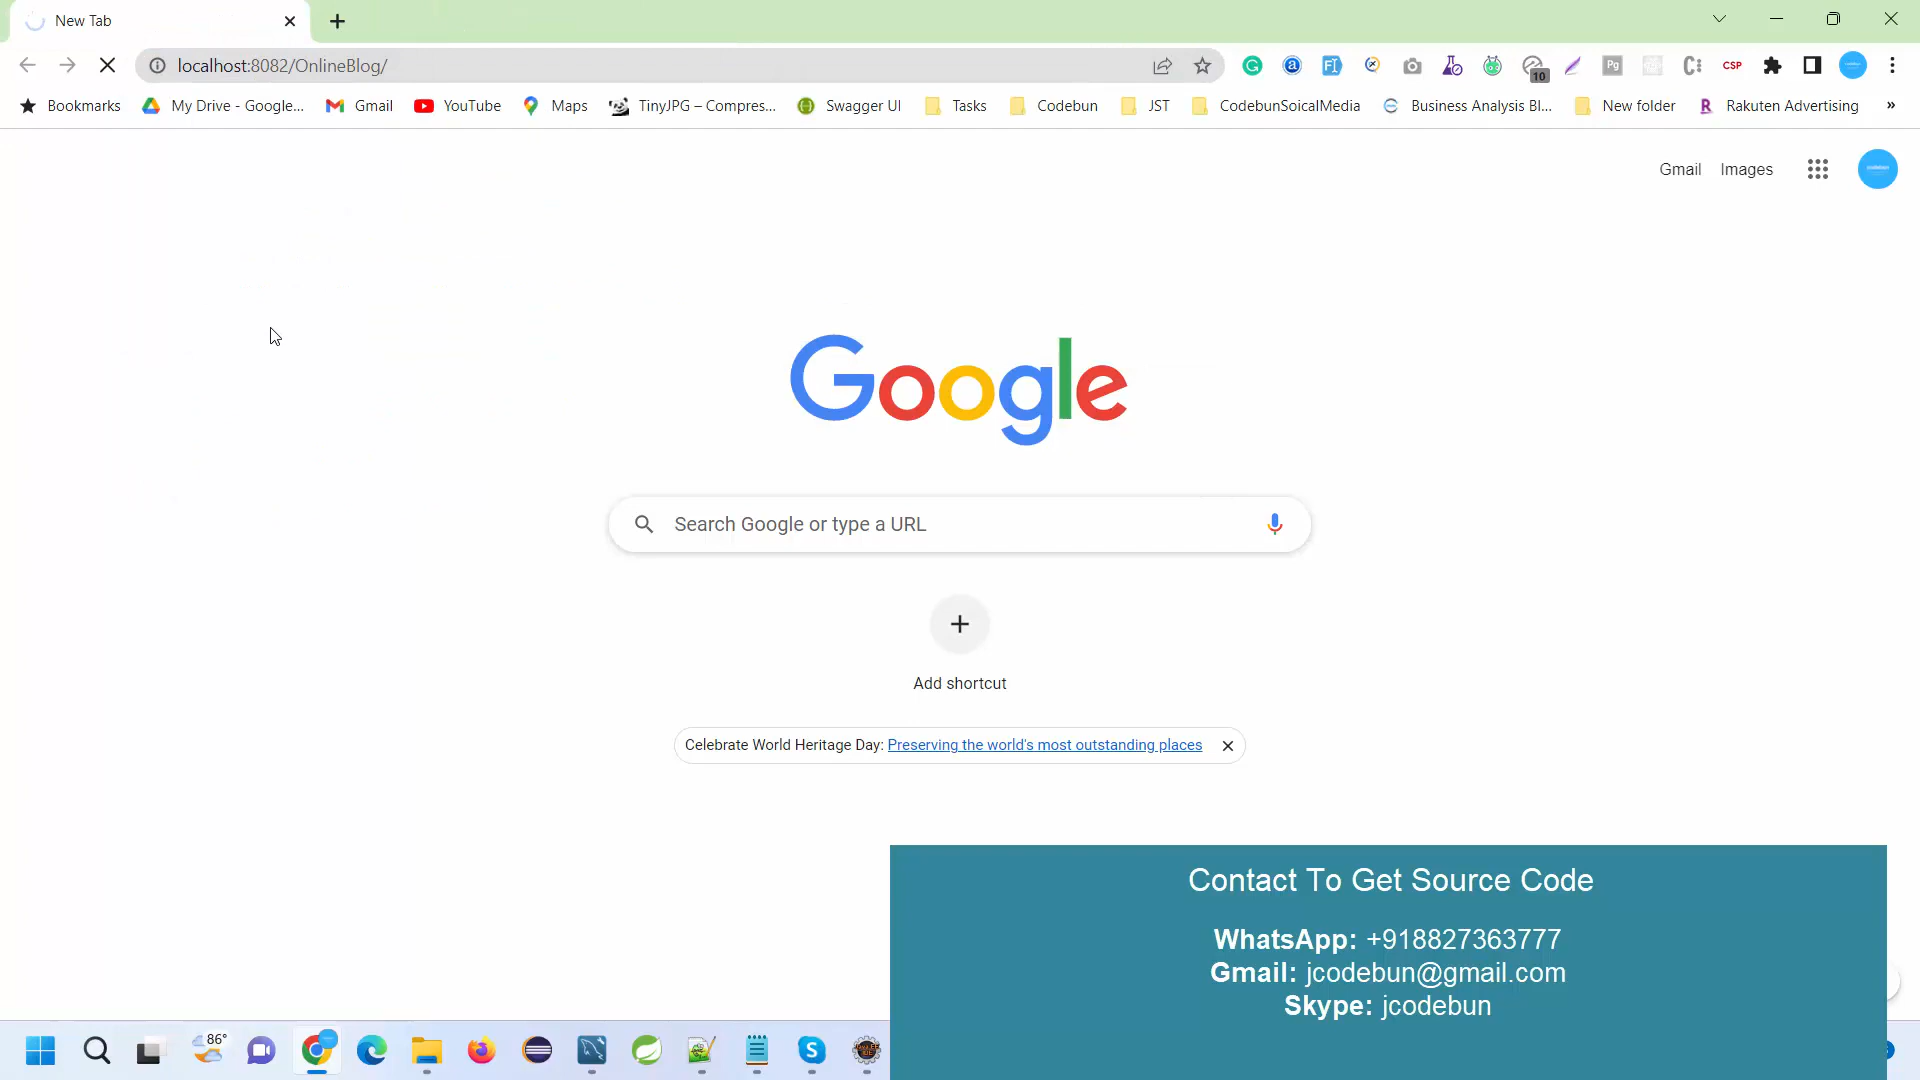 New Tab
localhost:8082/OnlineBlog/
10
Pg
CSP
Bookmarks
My Drive - Google...
Gmail
YouTube
Maps
TinyJPG – Compres...
Swagger UI
Tasks
Codebun
JST
CodebunSoicalMedia
Business Analysis Bl...
New folder
Rakuten Advertising
»
Gmail
Images
Google
Search Google or type a URL
Add shortcut
Celebrate World Heritage Day: Preserving the world's most outstanding places
Contact To Get Source Code
WhatsApp: +918827363777
Gmail: jcodebun@gmail.com
Skype: jcodebun
86°